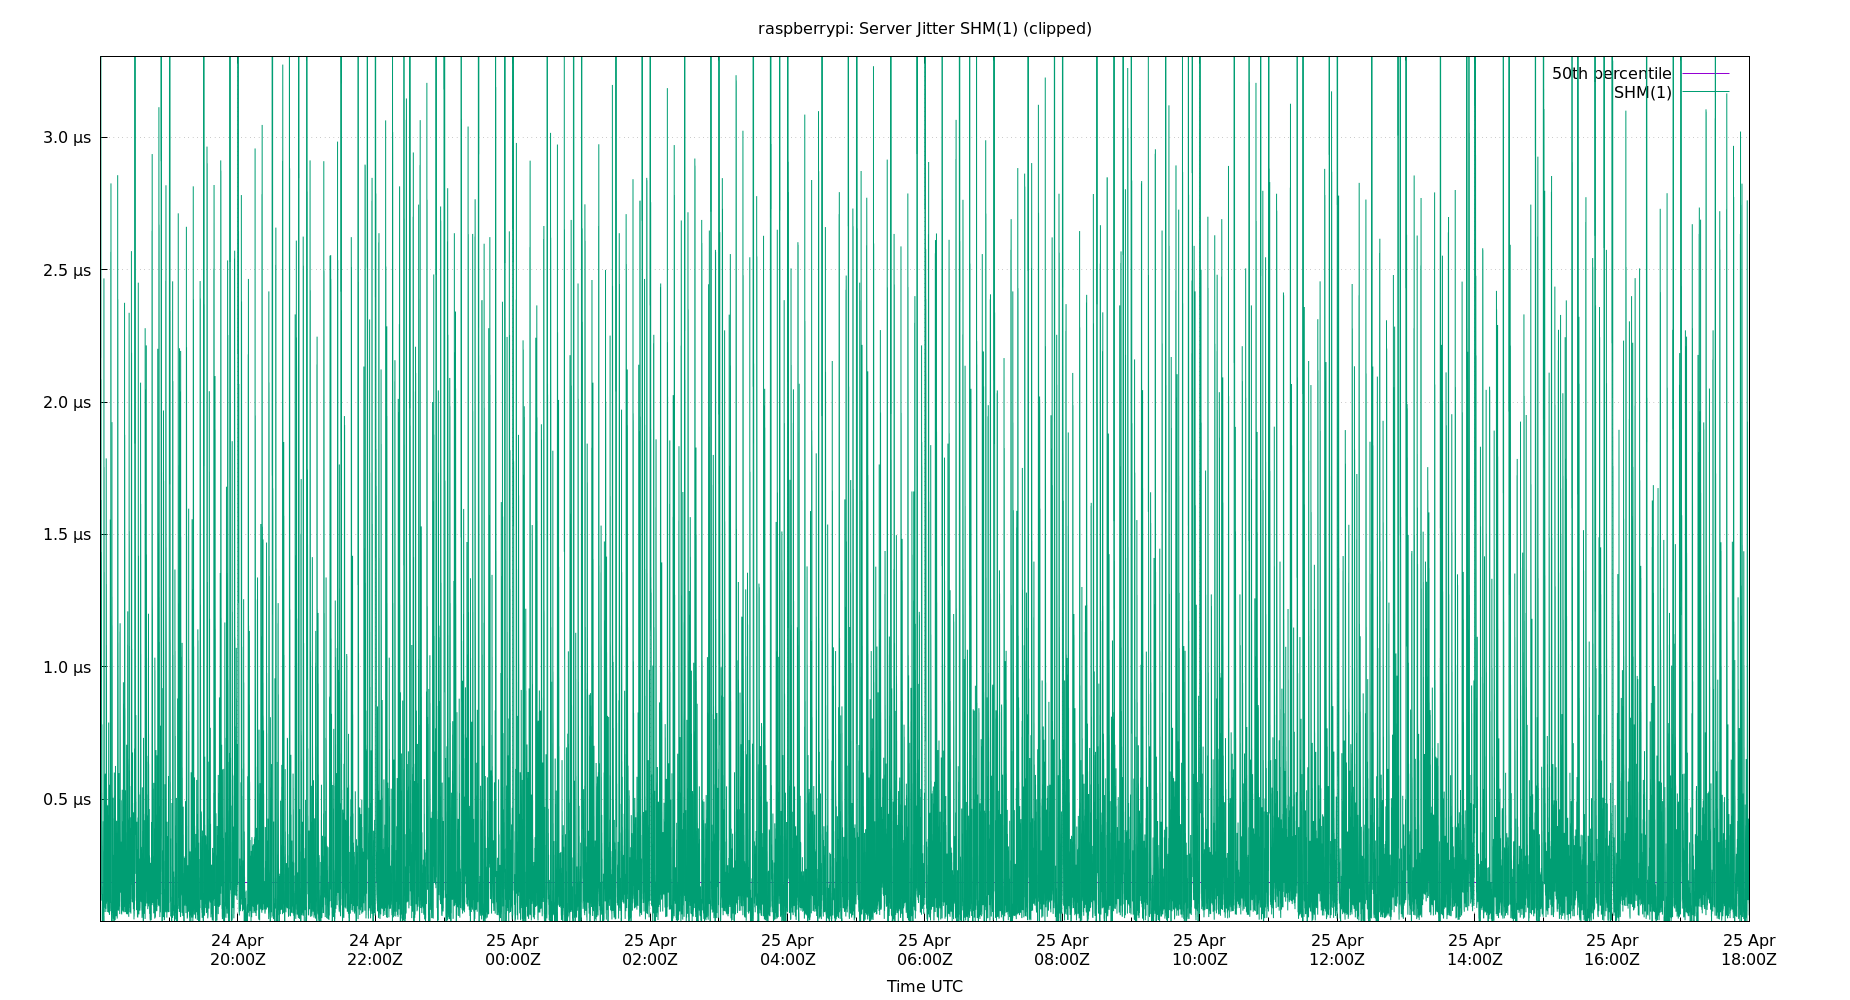 raspberrypi: Server Jitter SHM(1) (clipped)
50th percentile
SHM(1)
3.0 µs
2.5 µs
2.0 µs
1.5 µs
1.0 µs
0.5 µs
24 Apr 24 Apr 25 Apr 25 Apr 25 Apr 25 Apr 25 Apr 25 Apr 25 Apr 25 Apr 25 Apr 25 Apr
20:00Z 22:00Z 00:00Z 02:00Z 04:00Z 06:00Z 08:00Z 10:00Z 12:00Z 14:00Z 16:00Z 18:00Z
Time UTC